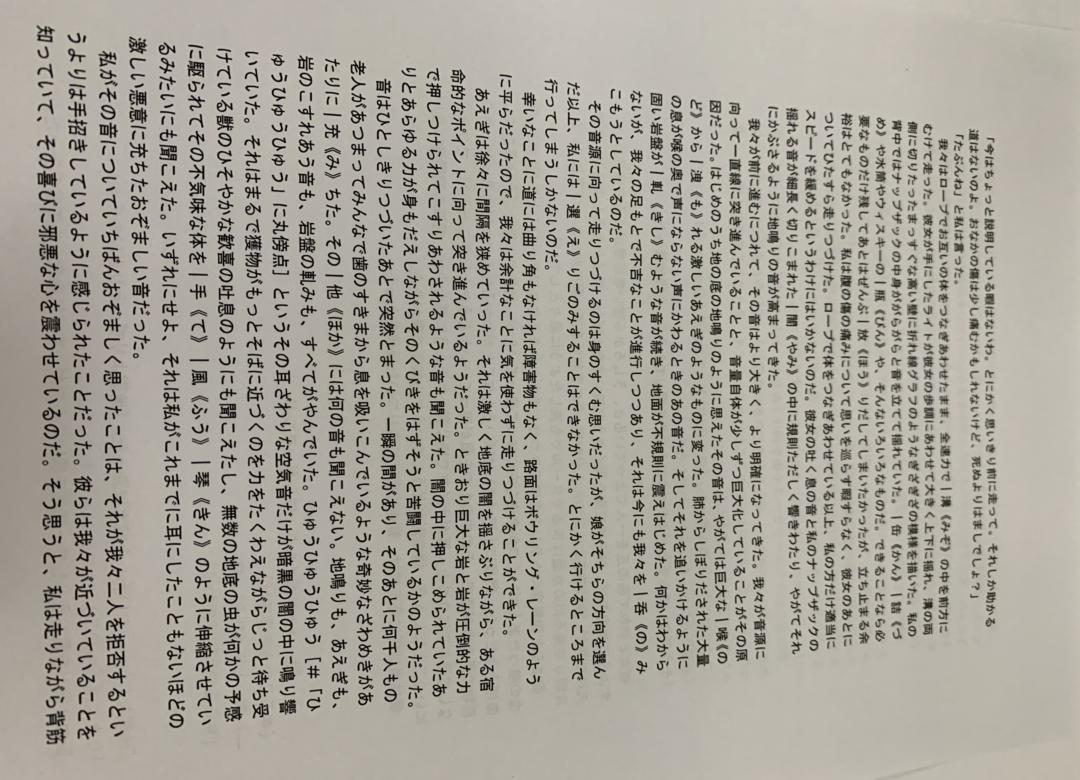 「今はちょっと説明している暇はないわ。とにかく思いきり前に走って。それしか助かる
道はないのよ。おなかの傷は少し痛むかもしれないけど、死ぬよりはましでしょ？」
「たぶんね」と私は言った。
我々はロープでお互いの体をつなぎあわせたまま、全速力で｜溝《みぞ》の中を前方に
むけて走った。彼女が手にしたライトが彼女の歩調にあわせて大きく上下に揺れ、溝の両
側に切りたったまっすぐな高い壁に折れ線グラフのようなぎざぎざの模様を描いた。私の
背中ではナップザックの中身ががらがらと音を立てて揺れていた。｜缶《かん》｜詰《づ
め》や水筒やウィスキーの｜瓶《びん》や、そんないろいろなものだ。できることなら必
要なものだけ残してあとはぜんぶ｜放《ほう》りだしてしまいたかったが、立ち止まる余
裕はとてもなかった。私は腹の傷の痛みについて思いを巡らす暇すらなく、彼女のあとに
ついてひたすら走りつづけた。ロープで体をつなぎあわせている以上、私の方だけ適当に
スピードを緩めるというわけにはいかないのだ。彼女の吐く息の音と私のナップザックの
揺れる音が細長く切りこまれた｜闇《やみ》の中に規則ただしく響きわたり、やがてそれ
にかぶさるように地鳴りの音が高まってきた。
我々が前に進むにつれて、その音はより大きく、より明確になってきた。我々が音源に
向って一直線に突き進んでいることと、音量自体が少しずつ巨大化していることがその原
因だった。はじめのうち地の底の地鳴りのように思えたその音は、やがては巨大な｜喉《の
ど》から｜洩《も》れる激しいあえぎのようなものに変った。肺からしぼりだされた大量
の息が喉の奥で声にならない声にかわるときのあの音だ。そしてそれを追いかけるように
固い岩盤が｜軋《きし》むような音が続き、地面が不規則に震えはじめた。何かはわから
ないが、我々の足もとで不吉なことが進行しつつあり、それは今にも我々を｜呑《の》み
こもうとしているのだ。
その音源に向って走りつづけるのは身のすくむ思いだったが、娘がそちらの方向を選ん
だ以上、私には｜選《え》りごのみすることはできなかった。とにかく行けるところまで
行ってしまうしかないのだ。
幸いなことに道には曲り角もなければ障害物もなく、路面はボウリング・レーンのよう
に平らだったので、我々は余計なことに気を使わずに走りつづけることができた。
あえぎは徐々に間隔を狭めていった。それは激しく地底の闇を揺さぶりながら、ある宿
命的なポイントに向って突き進んでいるようだった。ときおり巨大な岩と岩が圧倒的な力
で押しつけられてこすりあわされるような音も聞こえた。闇の中に押しこめられていたあ
りとあらゆる力が身もだえしながらそのくびきをはずそうと苦闘しているかのようだった。
音はひとしきりつづいたあとで突然とまった。一瞬の間があり、そのあとに何千人もの
老人があつまってみんなで歯のすきまから息を吸いこんでいるような奇妙なざわめきがあ
たりに｜充《み》ちた。その｜他《ほか》には何の音も聞こえない。地鳴りも、あえぎも、
岩のこすれあう音も、岩盤の軋みも、すべてがやんでいた。ひゅうひゅうひゅう［＃「ひ
ゅうひゅうひゅう」に丸傍点］というその耳ざわりな空気音だけが暗黒の闇の中に鳴り響
いていた。それはまるで獲物がもっとそばに近づくのを力をたくわえながらじっと待ち受
けている獣のひそやかな歓喜の吐息のようにも聞こえたし、無数の地底の虫が何かの予感
に駆られてその不気味な体を｜手《て》｜風《ふう》｜琴《きん》のように伸縮させてい
るみたいにも聞こえた。いずれにせよ、それは私がこれまでに耳にしたこともないほどの
激しい悪意に充ちたおぞましい音だった。
私がその音についていちばんおぞましく思ったことは、それが我々二人を拒否するとい
うよりは手招きしているように感じられたことだった。彼らは我々が近づいていることを
知っていて、その喜びに邪悪な心を震わせているのだ。そう思うと、私は走りながら背筋